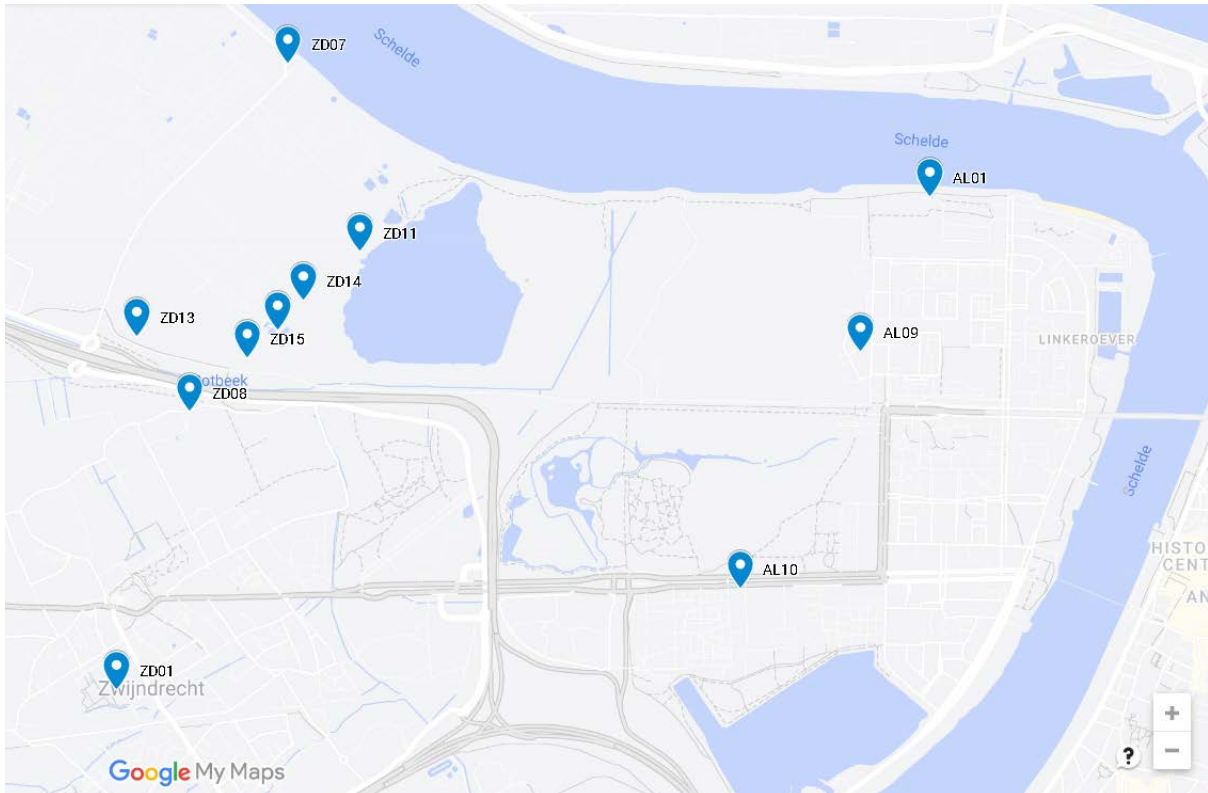 ZD07
Schelde
Schelde
AL01
ZD11
ZD14
ZD13
ZD15
AL09
LINKEROEVER
ZD08
Schelde
AL10
HISTO
CENT
AN
ZD01
Zwijndrecht
Google My Maps
+
?
−